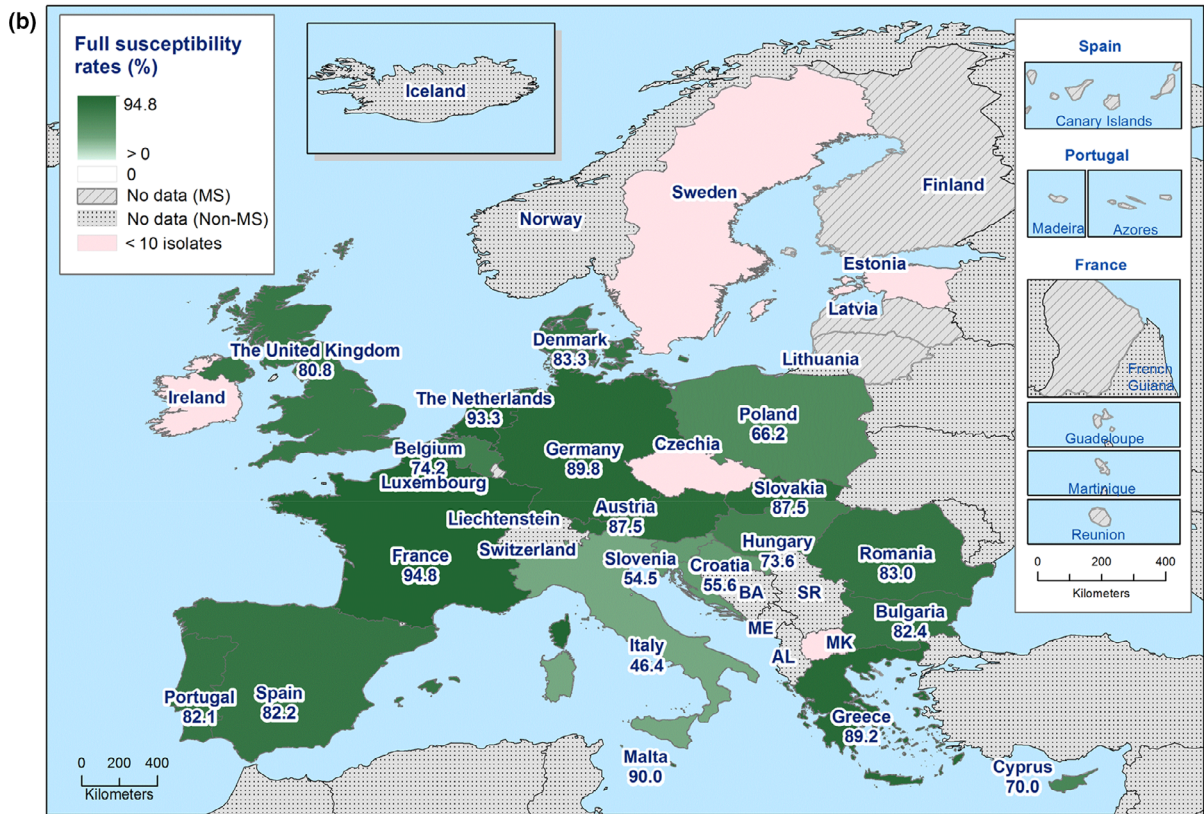 (b)
Full susceptibility
rates (%)
94.8
> 0
0
No data (MS)
No data (Non-MS)
< 10 isolates
Iceland
Norway
Sweden
Finland
Estonia
Latvia
Lithuania
Denmark
83.3
The United Kingdom
80.8
Ireland
The Netherlands
93.3
Belgium
74.2
Luxembourg
Germany
89.8
Poland
66.2
Czechia
Slovakia
87.5
Austria
87.5
Liechtenstein
Switzerland
France
94.8
Slovenia
54.5
Croatia
55.6
Hungary
73.6
Romania
83.0
BA
SR
Bulgaria
82.4
ME
MK
AL
Italy
46.4
Portugal
82.1
Spain
82.2
Greece
89.2
Malta
90.0
Cyprus
70.0
0 200 400
Kilometers
Spain
Canary Islands
Portugal
Madeira
Azores
France
French
Guiana
Guadeloupe
Martinique
Reunion
0 200 400
Kilometers